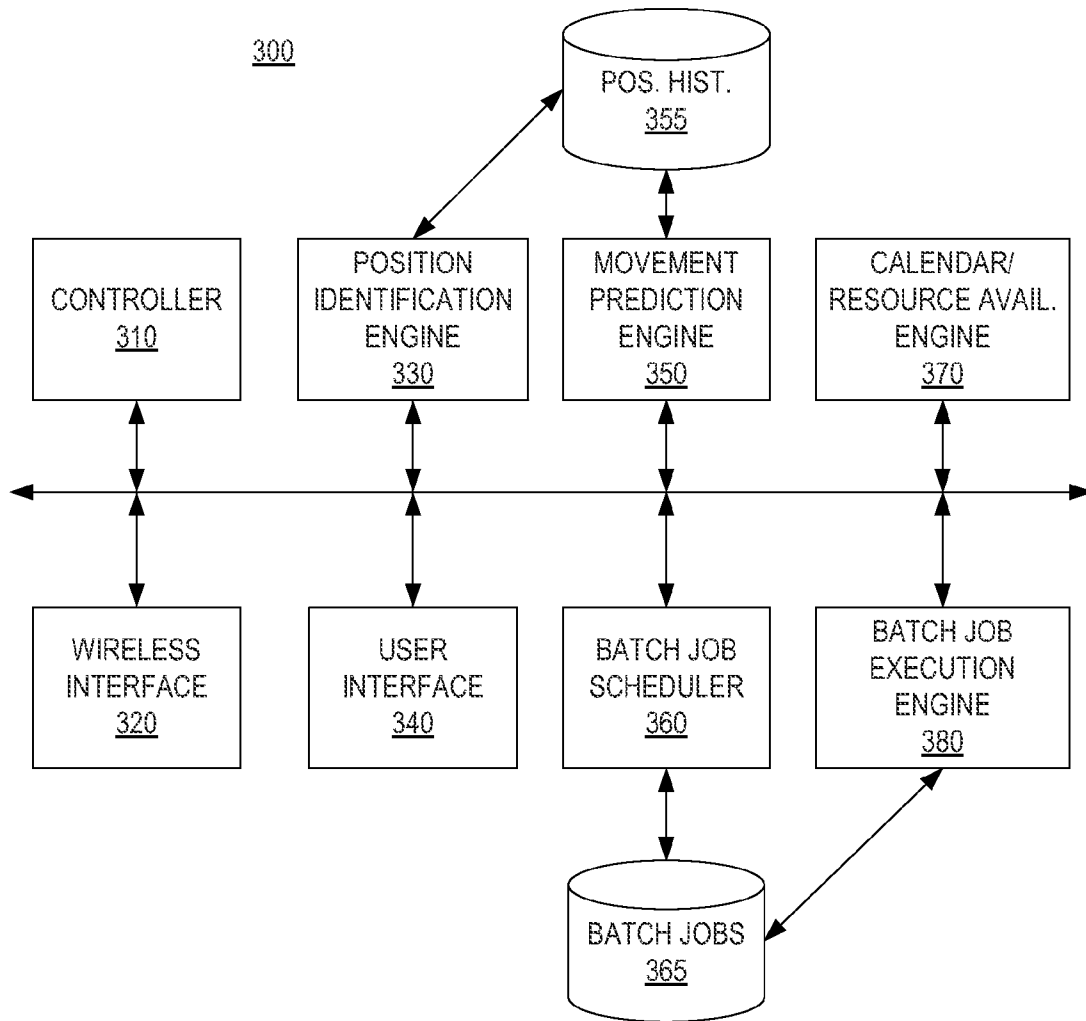 300
POS. HIST.
355
CONTROLLER
310
POSITION
IDENTIFICATION
ENGINE
330
MOVEMENT
PREDICTION
ENGINE
350
CALENDAR/
RESOURCE AVAIL.
ENGINE
370
WIRELESS
INTERFACE
320
USER
INTERFACE
340
BATCH JOB
SCHEDULER
360
BATCH JOB
EXECUTION
ENGINE
380
BATCH JOBS
365